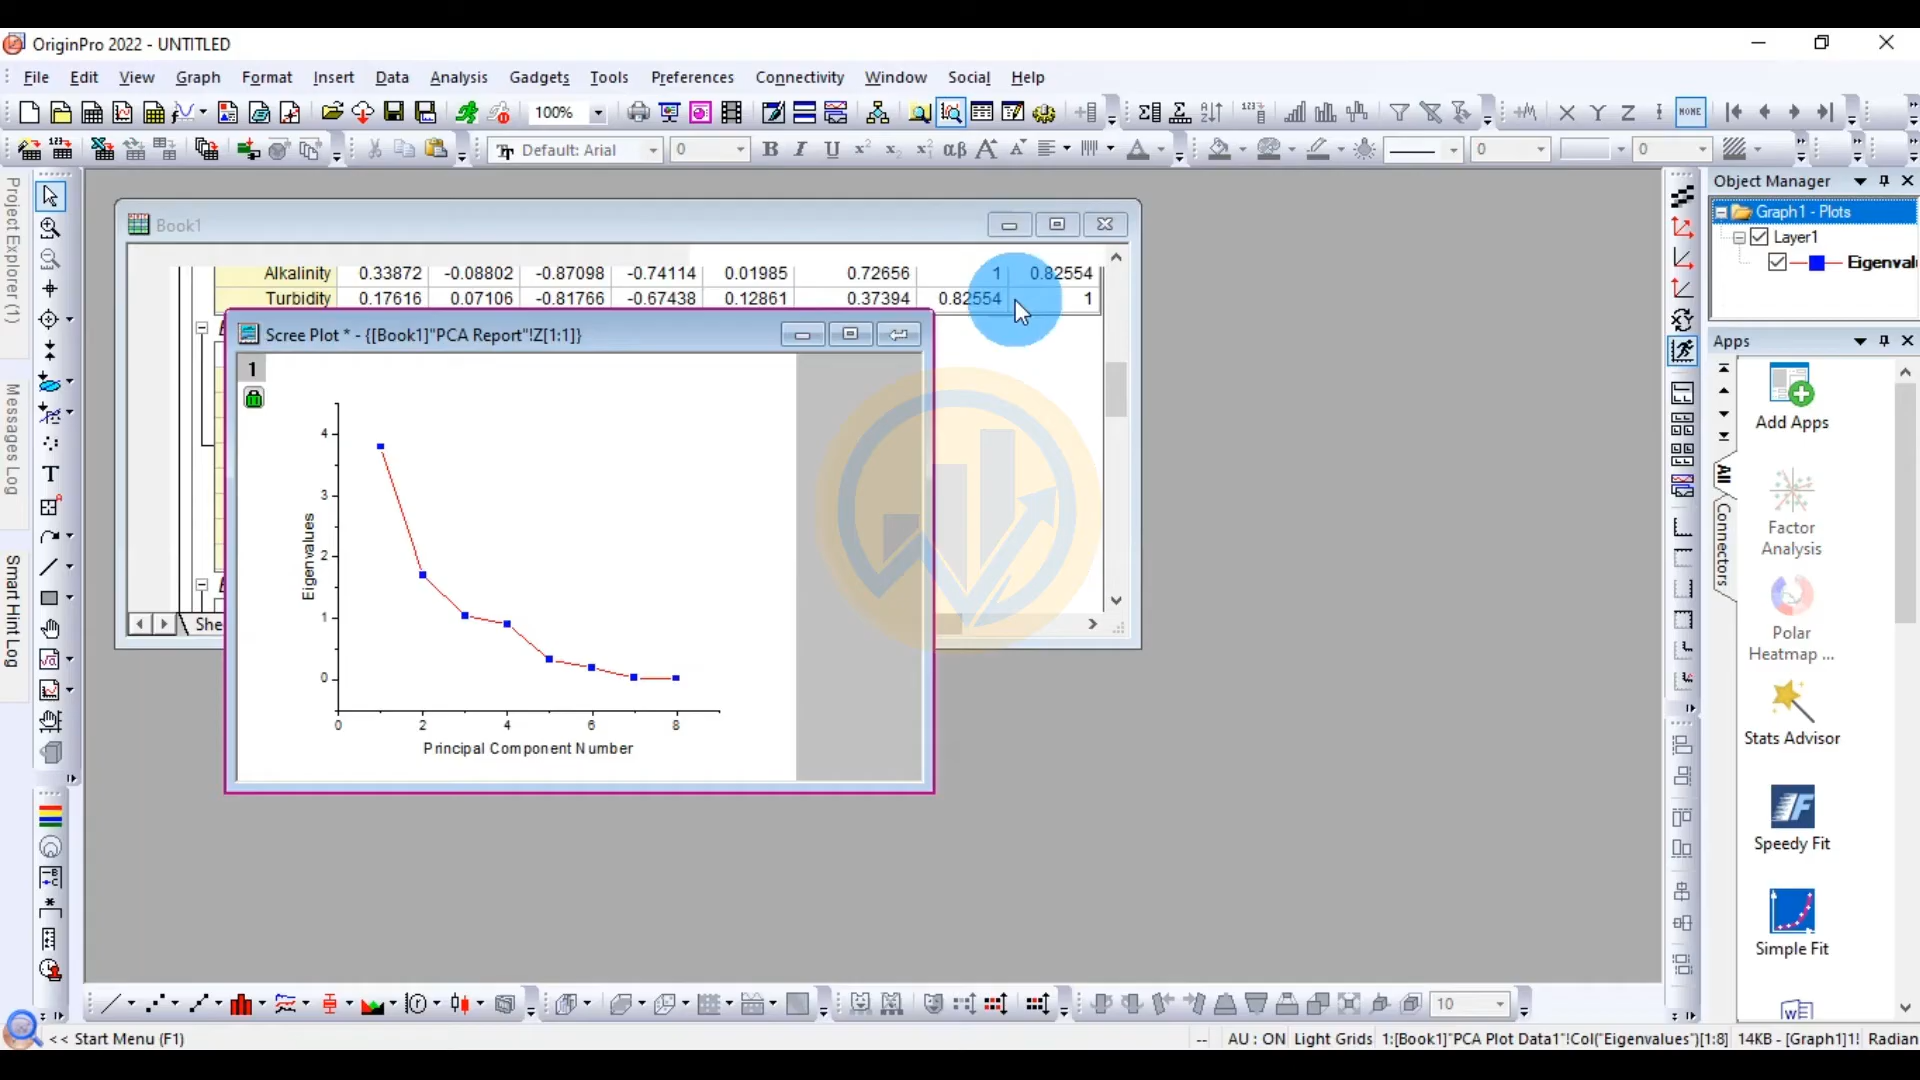 OriginPro 2022 - UNTITLED
File Edit View Graph Format Insert Data Analysis Gadgets Tools Preferences Connectivity Window Social Help
100%
X Y Z NONE
Default: Arial 0 B I U αβ A 0 0
Project Explorer (1)
Messages Log
Smart Hint Log
Book1
Alkalinity 0.33872 -0.08802 -0.87098 -0.74114 0.01985 0.72656 1 0.82554
Turbidity 0.17616 0.07106 -0.81766 -0.67438 0.12861 0.37394 0.82554 1
Scree Plot * - {[Book1]"PCA Report"!Z[1:1]}
1
4
3
2
1
0
Eigenvalues
0 2 4 6 8
Principal Component Number
She
Object Manager
Graph1 - Plots
Layer1
Eigenval
Apps
All
Connectors
Add Apps
Factor
Analysis
Polar
Heatmap ...
Stats Advisor
Speedy Fit
Simple Fit
10
<< Start Menu (F1)
-- AU : ON Light Grids 1:[Book1]"PCA Plot Data1"!Col("Eigenvalues")[1:8] 14KB - [Graph1]1! Radian